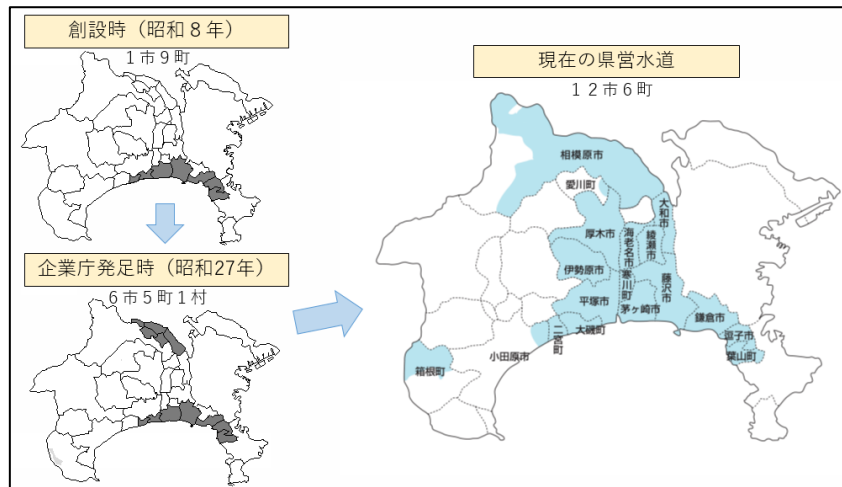 創設時（昭和８年）
１市９町
企業庁発足時（昭和27年）
６市５町１村
現在の県営水道
１２市６町
相模原市
愛川町
大和市
厚木市
海老名市
綾瀬市
伊勢原市
寒川町
藤沢市
平塚市
茅ヶ崎市
鎌倉市
大磯町
二宮町
逗子市
葉山町
小田原市
箱根町